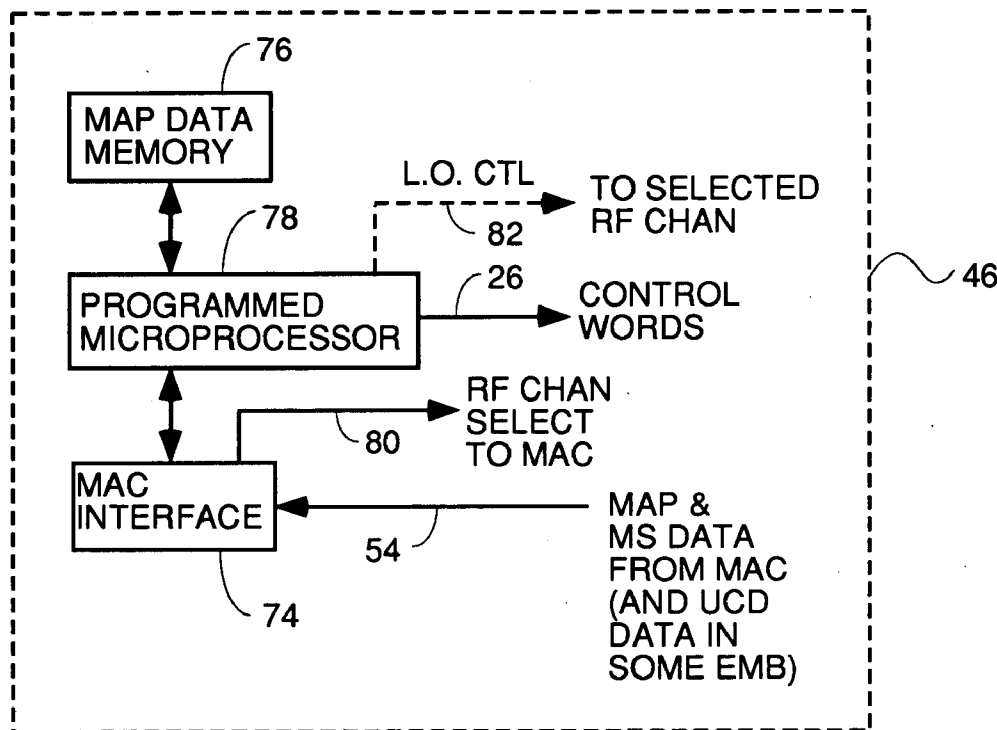 76
MAP DATA
MEMORY
L.O. CTL
TO SELECTED
RF CHAN
78
82
46
26
PROGRAMMED
MICROPROCESSOR
CONTROL
WORDS
RF CHAN
SELECT
TO MAC
80
MAC
INTERFACE
MAP &
MS DATA
FROM MAC
(AND UCD
DATA IN
SOME EMB)
54
74